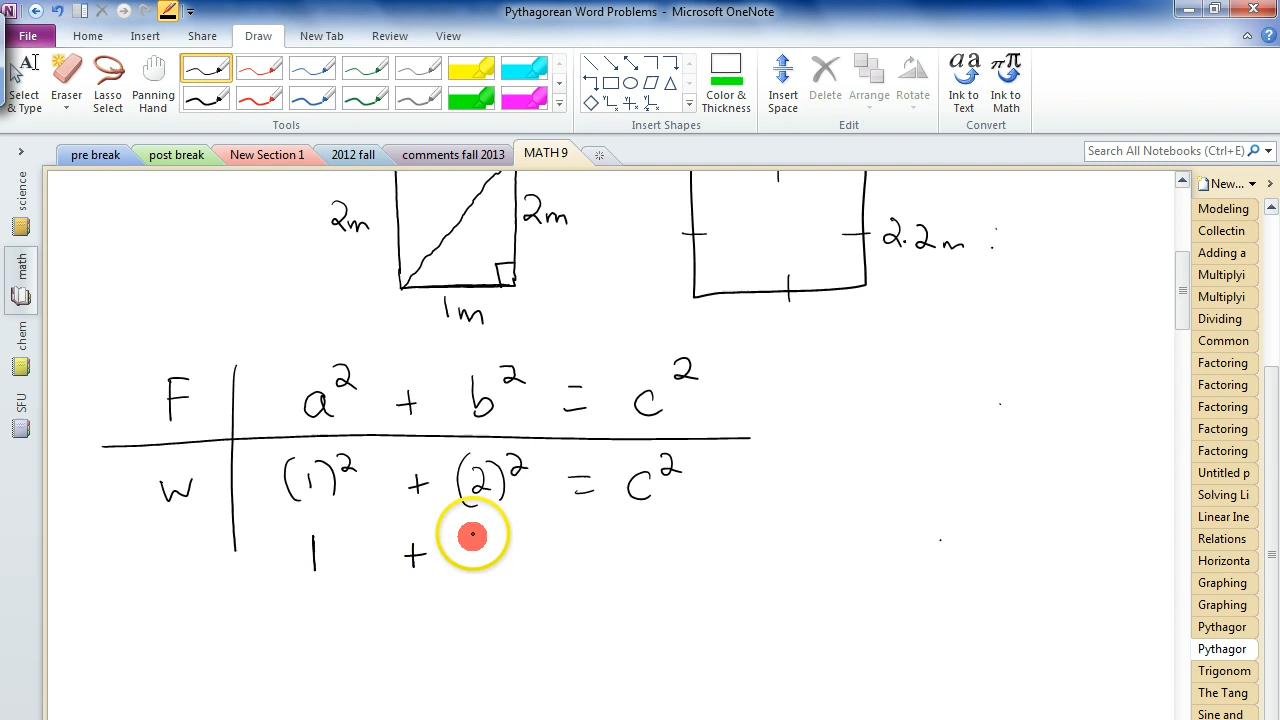 Pythagorean Word Problems - Microsoft OneNote
File Home Insert Share Draw New Tab Review View
Select & Type
Eraser
Lasso Select
Panning Hand
Color & Thickness
Insert Space
Delete
Arrange
Rotate
Ink to Text
Ink to Math
Tools
Insert Shapes
Edit
Convert
pre break
post break
New Section 1
2012 fall
comments fall 2013
MATH 9
Search All Notebooks (Ctrl+E)
science
math
chem
SFU
New...
Modeling
Collectin
Adding a
Multiplyi
Multiplyi
Dividing
Common
Factoring
Factoring
Factoring
Factoring
Factoring
Untitled p
Solving Li
Linear Ine
Relations
Horizonta
Graphing
Graphing
Pythagor
Pythagor
Trigonom
The Tang
Sine and
2m
2m
1m
2.2m
F a² + b² = c²
W (1)² + (2)² = c²
1 +